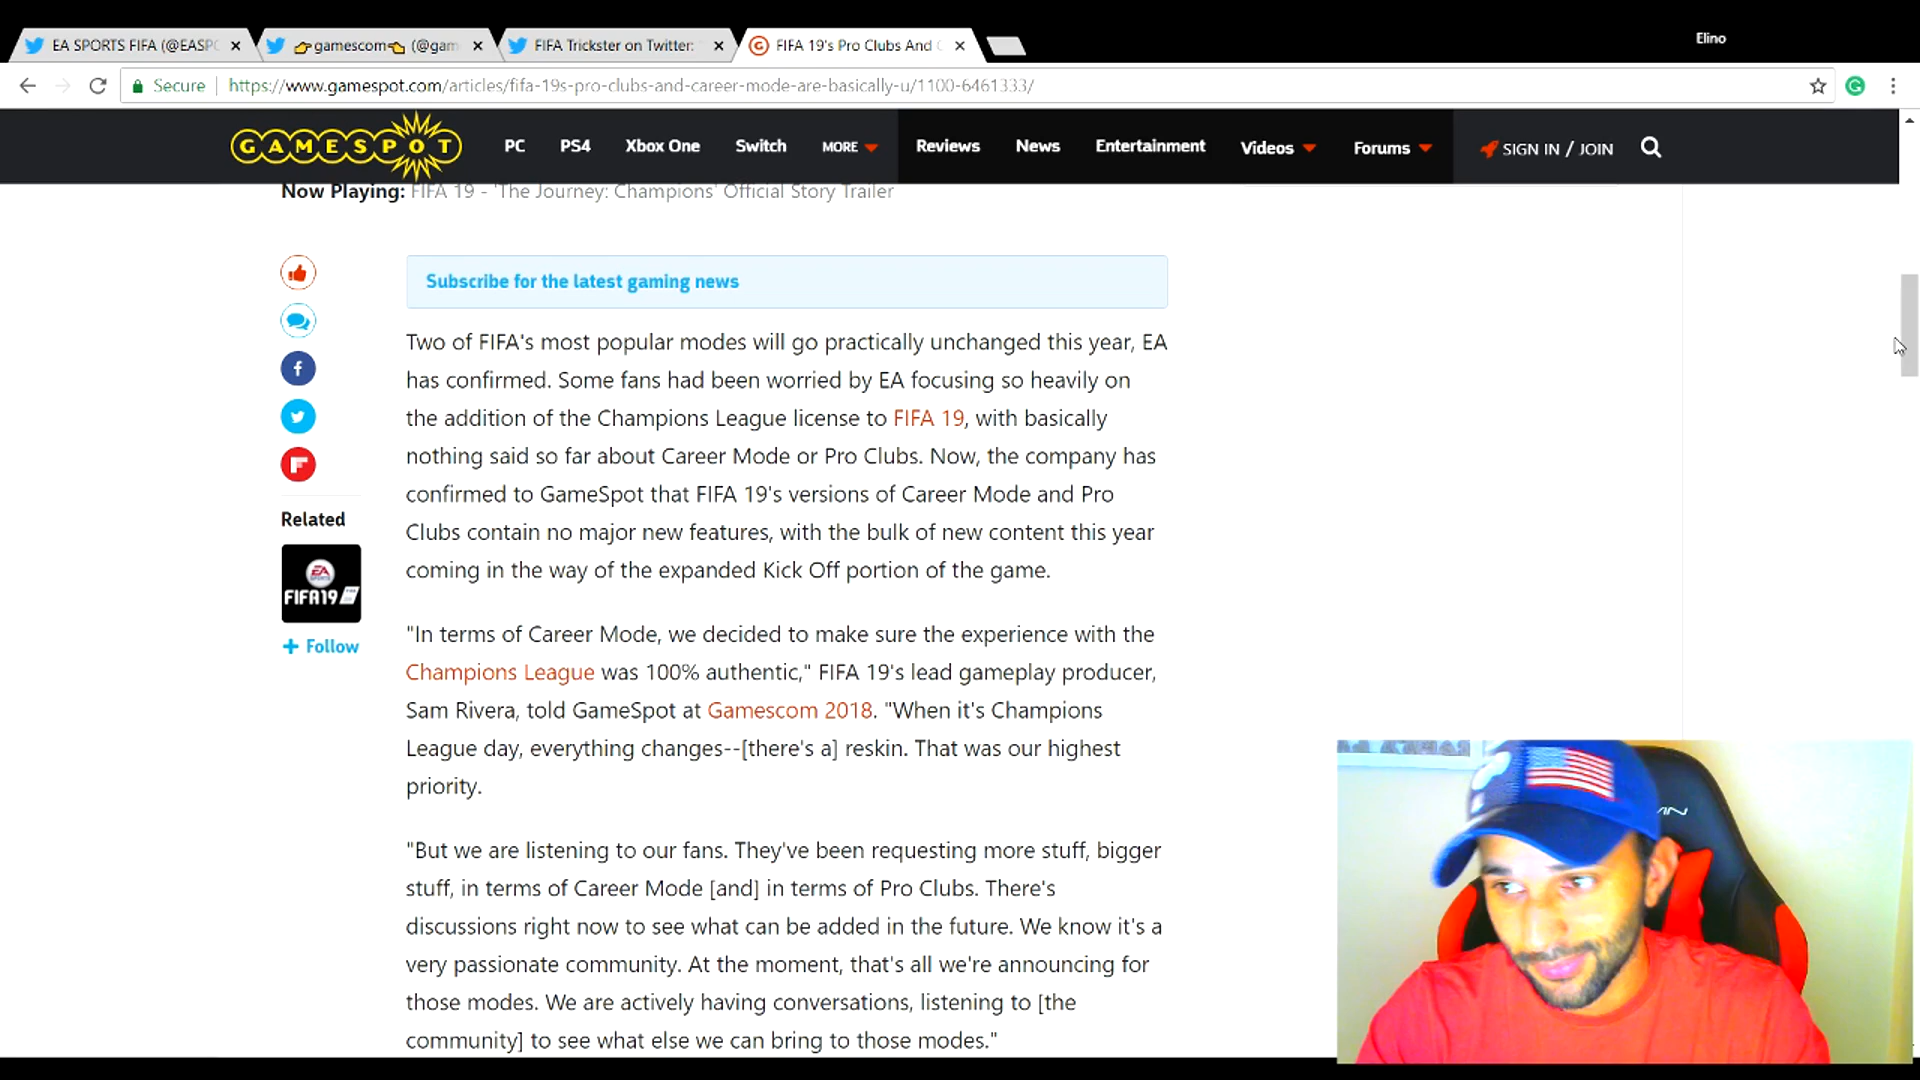 EA SPORTS FIFA (@EASPO
👉gamescom👈 (@gam
FIFA Trickster on Twitter:
FIFA 19's Pro Clubs And C
Elino
Secure
https://www.gamespot.com/articles/fifa-19s-pro-clubs-and-career-mode-are-basically-u/1100-6461333/
GAMESPOT
PC PS4 Xbox One Switch MORE Reviews News Entertainment Videos Forums SIGN IN / JOIN
Now Playing: FIFA 19 - 'The Journey: Champions' Official Story Trailer
Subscribe for the latest gaming news
Two of FIFA's most popular modes will go practically unchanged this year, EA
has confirmed. Some fans had been worried by EA focusing so heavily on
the addition of the Champions League license to FIFA 19, with basically
nothing said so far about Career Mode or Pro Clubs. Now, the company has
confirmed to GameSpot that FIFA 19's versions of Career Mode and Pro
Clubs contain no major new features, with the bulk of new content this year
coming in the way of the expanded Kick Off portion of the game.
Related
EA SPORTS
FIFA19
+ Follow
"In terms of Career Mode, we decided to make sure the experience with the
Champions League was 100% authentic," FIFA 19's lead gameplay producer,
Sam Rivera, told GameSpot at Gamescom 2018. "When it's Champions
League day, everything changes--[there's a] reskin. That was our highest
priority.
"But we are listening to our fans. They've been requesting more stuff, bigger
stuff, in terms of Career Mode [and] in terms of Pro Clubs. There's
discussions right now to see what can be added in the future. We know it's a
very passionate community. At the moment, that's all we're announcing for
those modes. We are actively having conversations, listening to [the
community] to see what else we can bring to those modes."